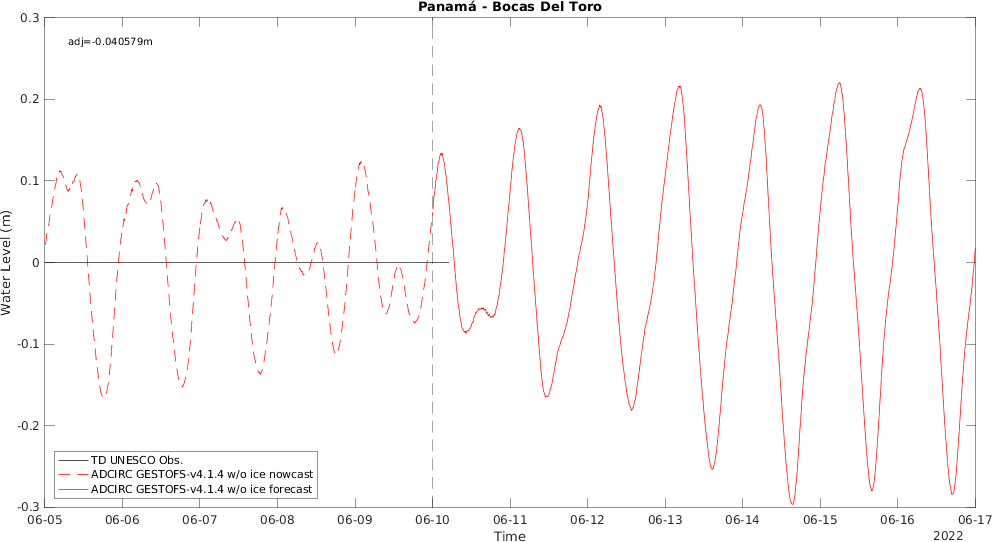 Panamá - Bocas Del Toro
adj=-0.040579m
Water Level (m)
0.3
0.2
0.1
0
-0.1
-0.2
-0.3
TD UNESCO Obs.
ADCIRC GESTOFS-v4.1.4 w/o ice nowcast
ADCIRC GESTOFS-v4.1.4 w/o ice forecast
06-05 06-06 06-07 06-08 06-09 06-10 06-11 06-12 06-13 06-14 06-15 06-16 06-17
Time
2022